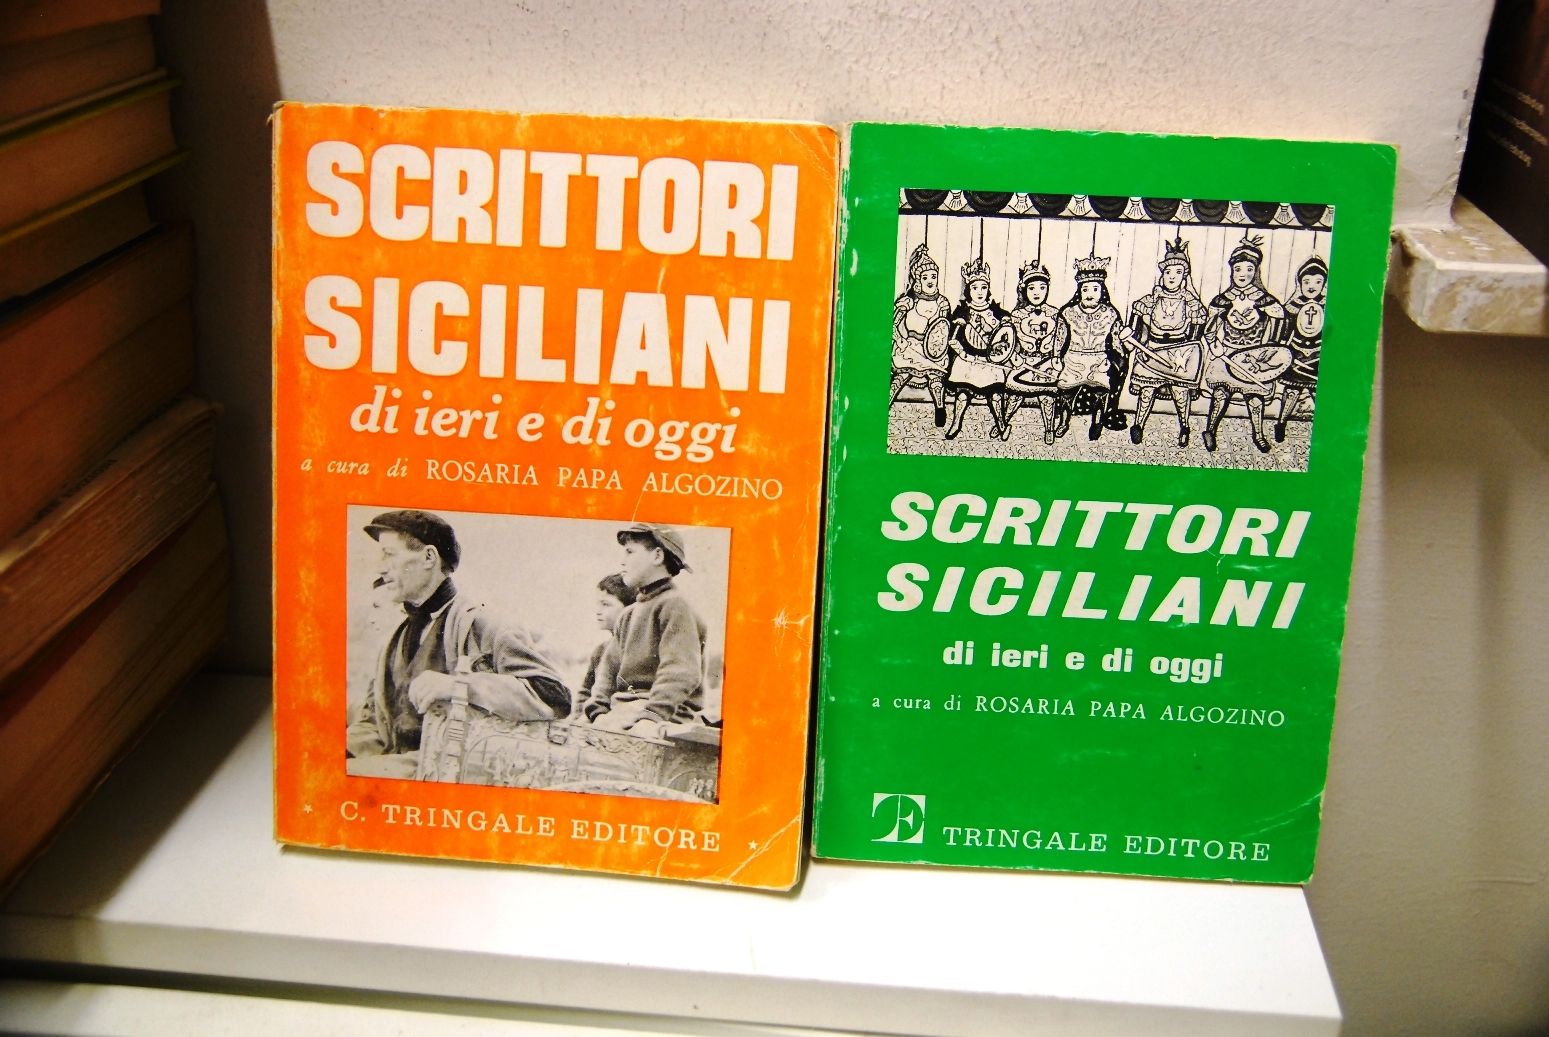 SCRITTORI
SICILIANI
di ieri e di oggi
a cura di ROSARIA PAPA ALGOZINO
* C. TRINGALE EDITORE *
SCRITTORI
SICILIANI
di ieri e di oggi
a cura di ROSARIA PAPA ALGOZINO
TE TRINGALE EDITORE